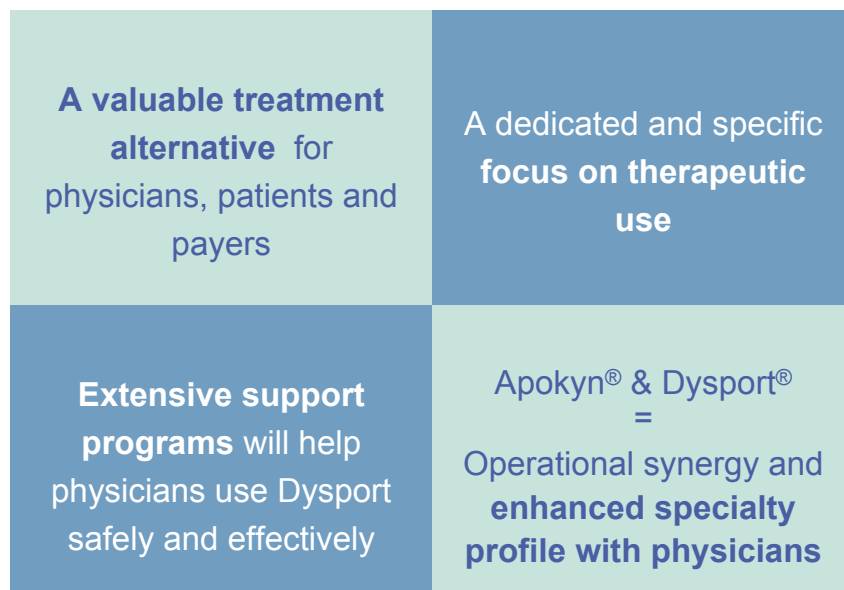 A valuable treatment
alternative for
physicians, patients and
payers
A dedicated and specific
focus on therapeutic
use
Extensive support
programs will help
physicians use Dysport
safely and effectively
Apokyn® & Dysport®
=
Operational synergy and
enhanced specialty
profile with physicians